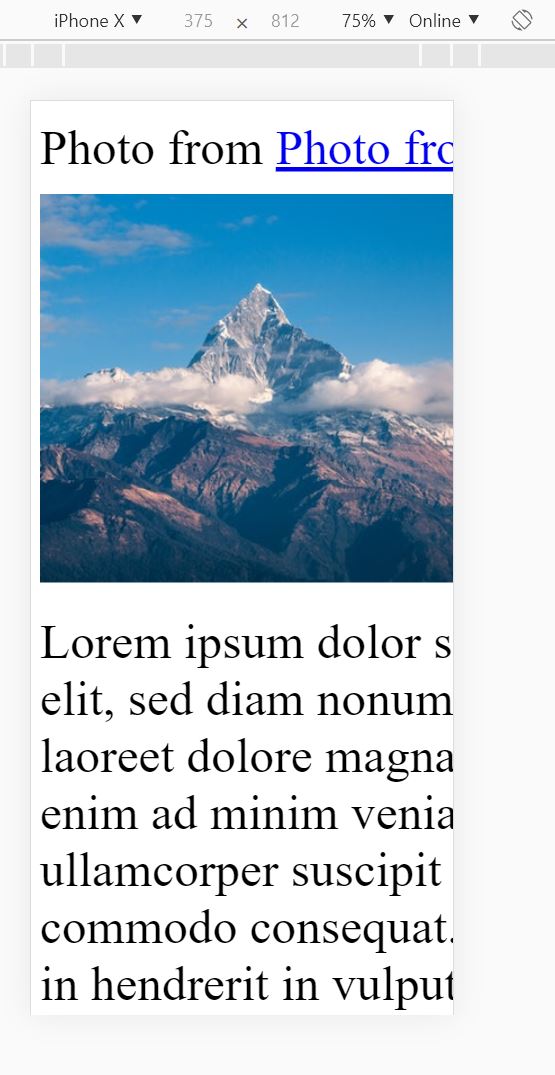 iPhone X ▼ 375 × 812 75% ▼ Online ▼
Photo from Photo fro
Lorem ipsum dolor s
elit, sed diam nonum
laoreet dolore magna
enim ad minim venia
ullamcorper suscipit
commodo consequat.
in hendrerit in vulput